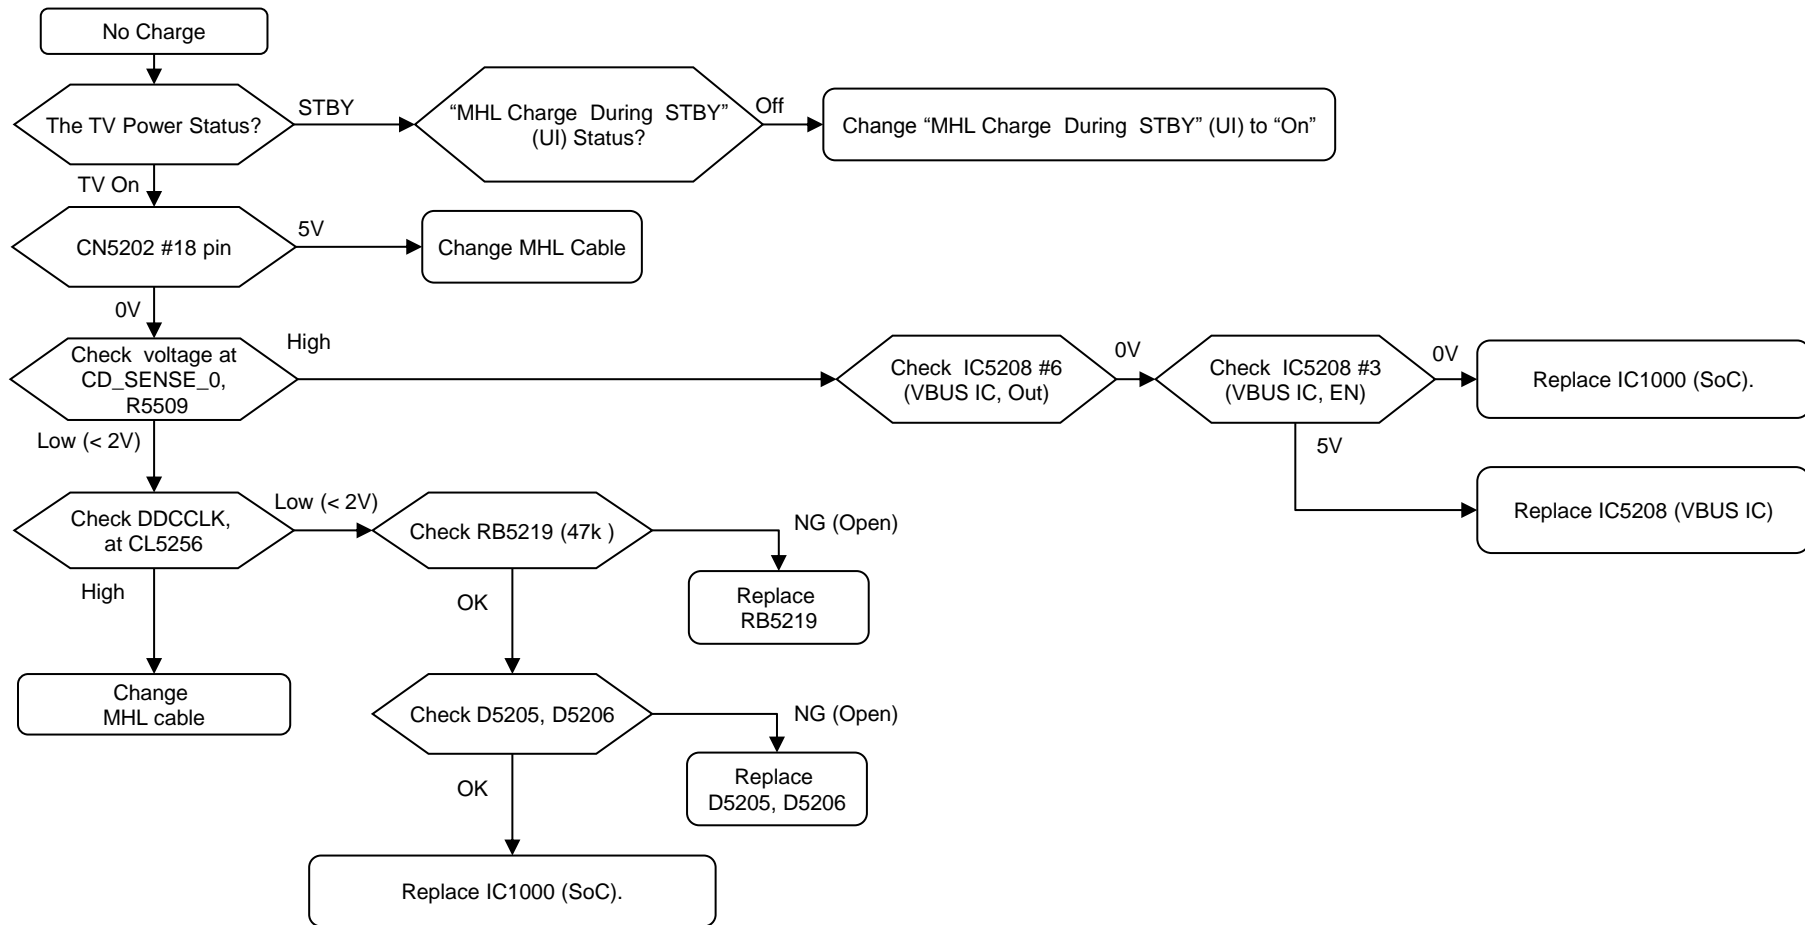 No Charge
The TV Power Status?
STBY
“MHL Charge During STBY”
(UI) Status?
Off
Change “MHL Charge During STBY” (UI) to “On”
TV On
CN5202 #18 pin
5V
Change MHL Cable
0V
Check voltage at
CD_SENSE_0,
R5509
High
Check IC5208 #6
(VBUS IC, Out)
0V
Check IC5208 #3
(VBUS IC, EN)
0V
Replace IC1000 (SoC).
5V
Replace IC5208 (VBUS IC)
Low (< 2V)
Check DDCCLK,
at CL5256
Low (< 2V)
Check RB5219 (47k )
NG (Open)
Replace
RB5219
High
Change
MHL cable
OK
Check D5205, D5206
NG (Open)
Replace
D5205, D5206
OK
Replace IC1000 (SoC).